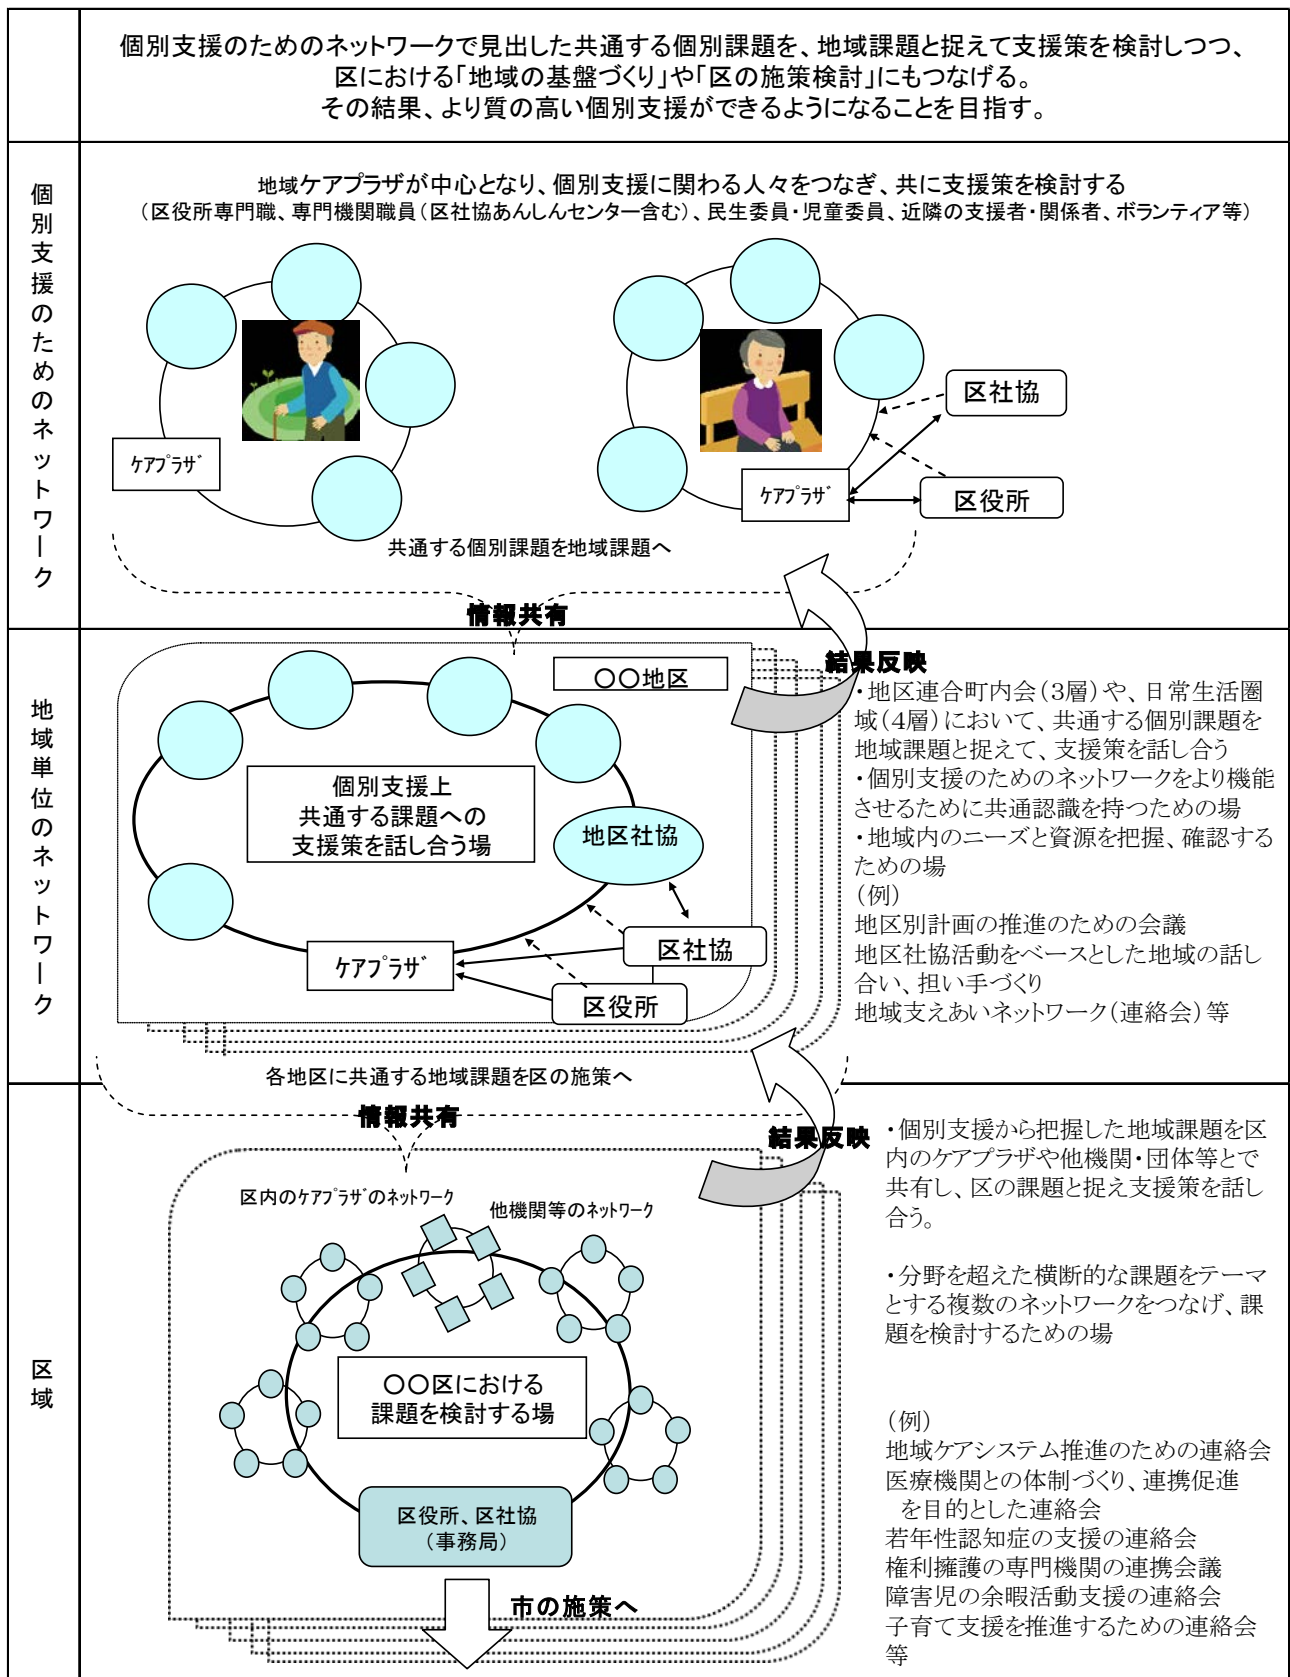 個別支援のためのネットワークで見出した共通する個別課題を、地域課題と捉えて支援策を検討しつつ、
区における「地域の基盤づくり」や「区の施策検討」にもつなげる。
その結果、より質の高い個別支援ができるようになることを目指す。
個別支援のためのネットワーク
地域ケアプラザが中心となり、個別支援に関わる人々をつなぎ、共に支援策を検討する
（区役所専門職、専門機関職員（区社協あんしんセンター含む）、民生委員・児童委員、近隣の支援者・関係者、ボランティア等）
ｹｱﾌﾟﾗｻﾞ
区社協
ｹｱﾌﾟﾗｻﾞ
区役所
共通する個別課題を地域課題へ
情報共有
地域単位のネットワーク
〇〇地区
個別支援上
共通する課題への
支援策を話し合う場
地区社協
区社協
ｹｱﾌﾟﾗｻﾞ
区役所
結果反映
・地区連合町内会（３層）や、日常生活圏
域（４層）において、共通する個別課題を
地域課題と捉えて、支援策を話し合う
・個別支援のためのネットワークをより機能
させるために共通認識を持つための場
・地域内のニーズと資源を把握、確認する
ための場
（例）
地区別計画の推進のための会議
地区社協活動をベースとした地域の話し
合い、担い手づくり
地域支えあいネットワーク（連絡会）等
各地区に共通する地域課題を区の施策へ
情報共有
区域
区内のｹｱﾌﾟﾗｻﾞのネットワーク
他機関等のネットワーク
〇〇区における
課題を検討する場
区役所、区社協
（事務局）
市の施策へ
結果反映
・個別支援から把握した地域課題を区
内のケアプラザや他機関・団体等とで
共有し、区の課題と捉え支援策を話し
合う。
・分野を超えた横断的な課題をテーマ
とする複数のネットワークをつなげ、課
題を検討するための場
（例）
地域ケアシステム推進のための連絡会
医療機関との体制づくり、連携促進
を目的とした連絡会
若年性認知症の支援の連絡会
権利擁護の専門機関の連携会議
障害児の余暇活動支援の連絡会
子育て支援を推進するための連絡会
等